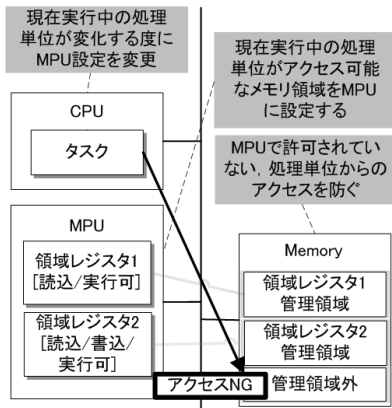 現在実行中の処理
単位が変化する度に
MPU設定を変更
現在実行中の処理
単位がアクセス可能
なメモリ領域をMPU
に設定する
CPU
タスク
MPUで許可されてい
ない，処理単位からの
アクセスを防ぐ
MPU
領域レジスタ1
[読込/実行可]
領域レジスタ2
[読込/書込/
実行可]
Memory
領域レジスタ1
管理領域
領域レジスタ2
管理領域
アクセスNG
管理領域外